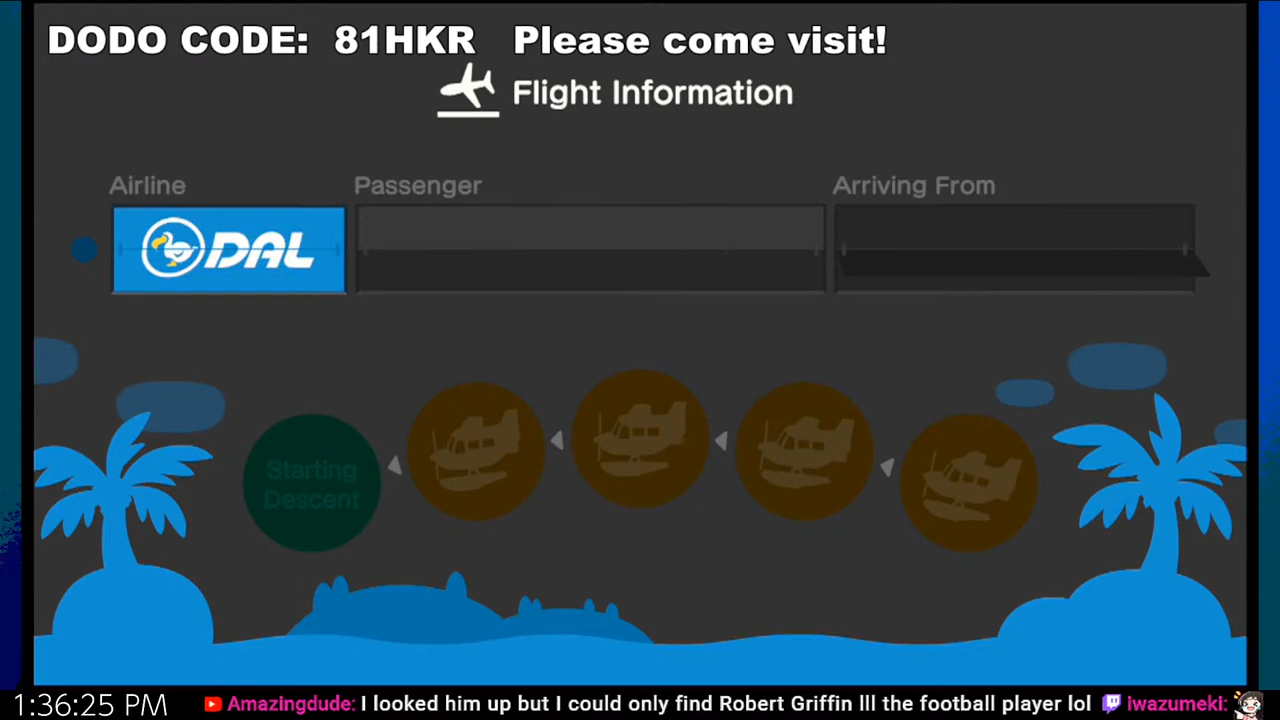 DODO CODE: 81HKR Please come visit!
Flight Information
Airline Passenger Arriving From
DAL
Starting
Descent
1:36:25 PM Amazingdude: I looked him up but I could only find Robert Griffin lll the football player lol iwazumeki: